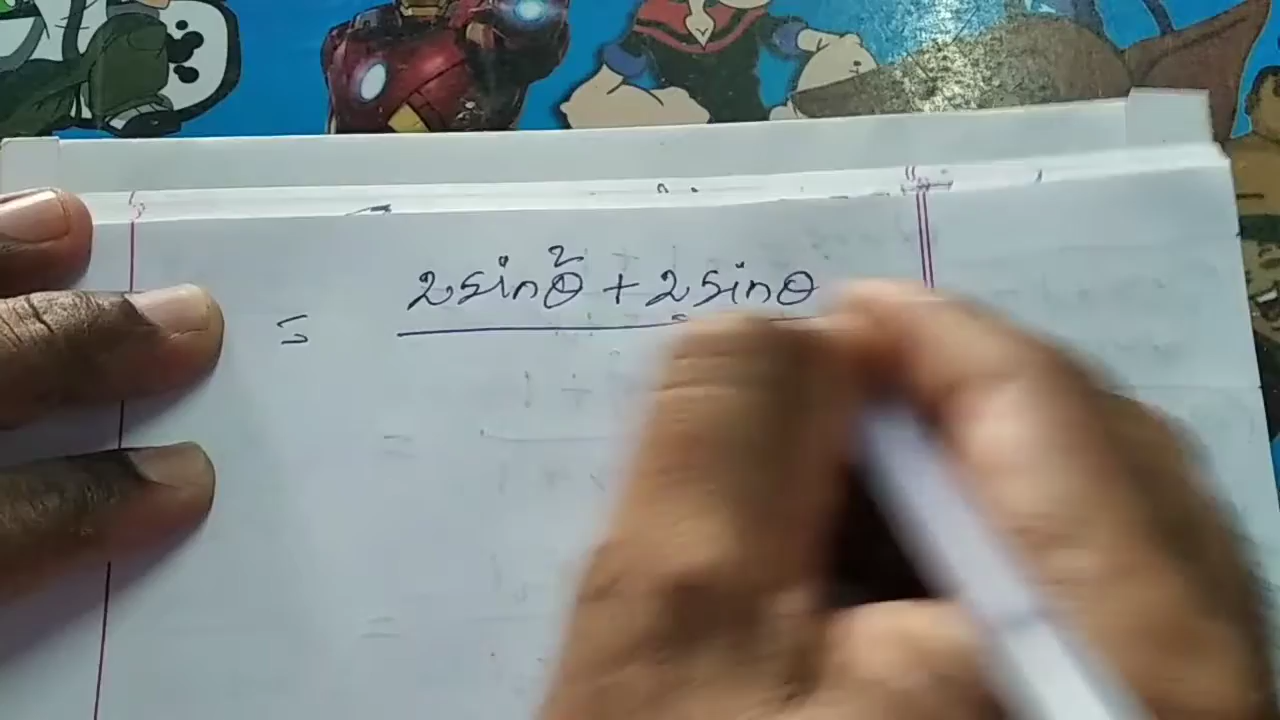 = 2sin²θ + 2sinθ